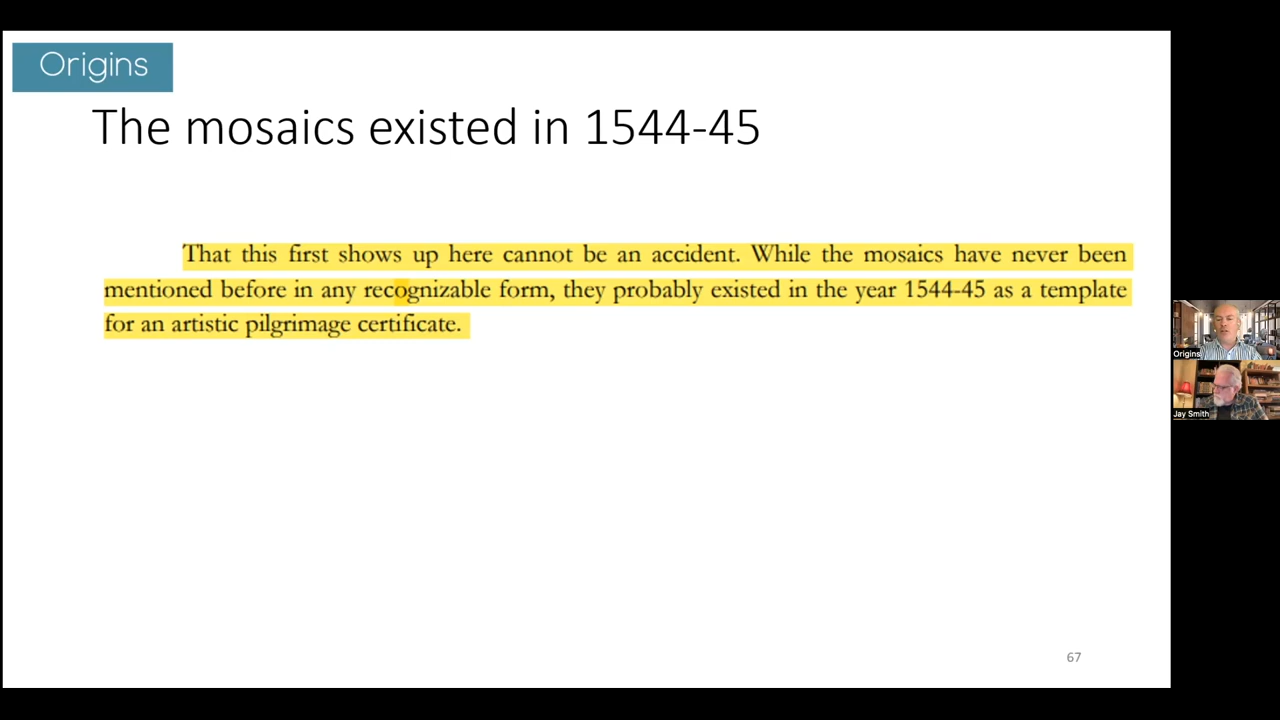 Origins
The mosaics existed in 1544-45
That this first shows up here cannot be an accident. While the mosaics have never been
mentioned before in any recognizable form, they probably existed in the year 1544-45 as a template
for an artistic pilgrimage certificate.
Origins
Jay Smith
67